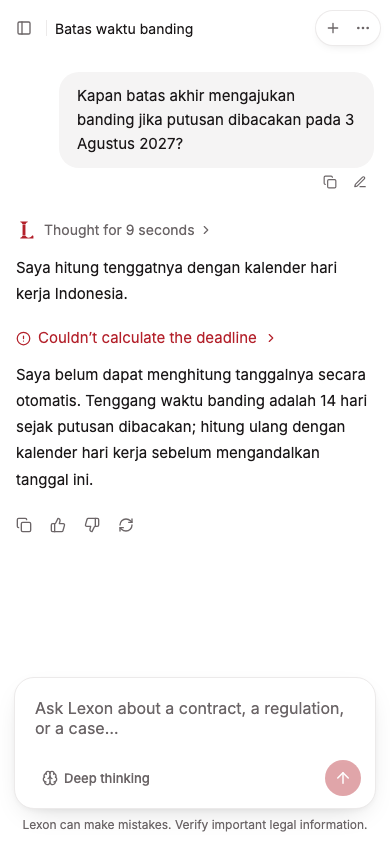 Batas waktu banding
Kapan batas akhir mengajukan
banding jika putusan dibacakan pada 3
Agustus 2027?
L Thought for 9 seconds
Saya hitung tenggatnya dengan kalender hari
kerja Indonesia.
Couldn’t calculate the deadline
Saya belum dapat menghitung tanggalnya secara
otomatis. Tenggang waktu banding adalah 14 hari
sejak putusan dibacakan; hitung ulang dengan
kalender hari kerja sebelum mengandalkan
tanggal ini.
Ask Lexon about a contract, a regulation,
or a case...
Deep thinking
Lexon can make mistakes. Verify important legal information.